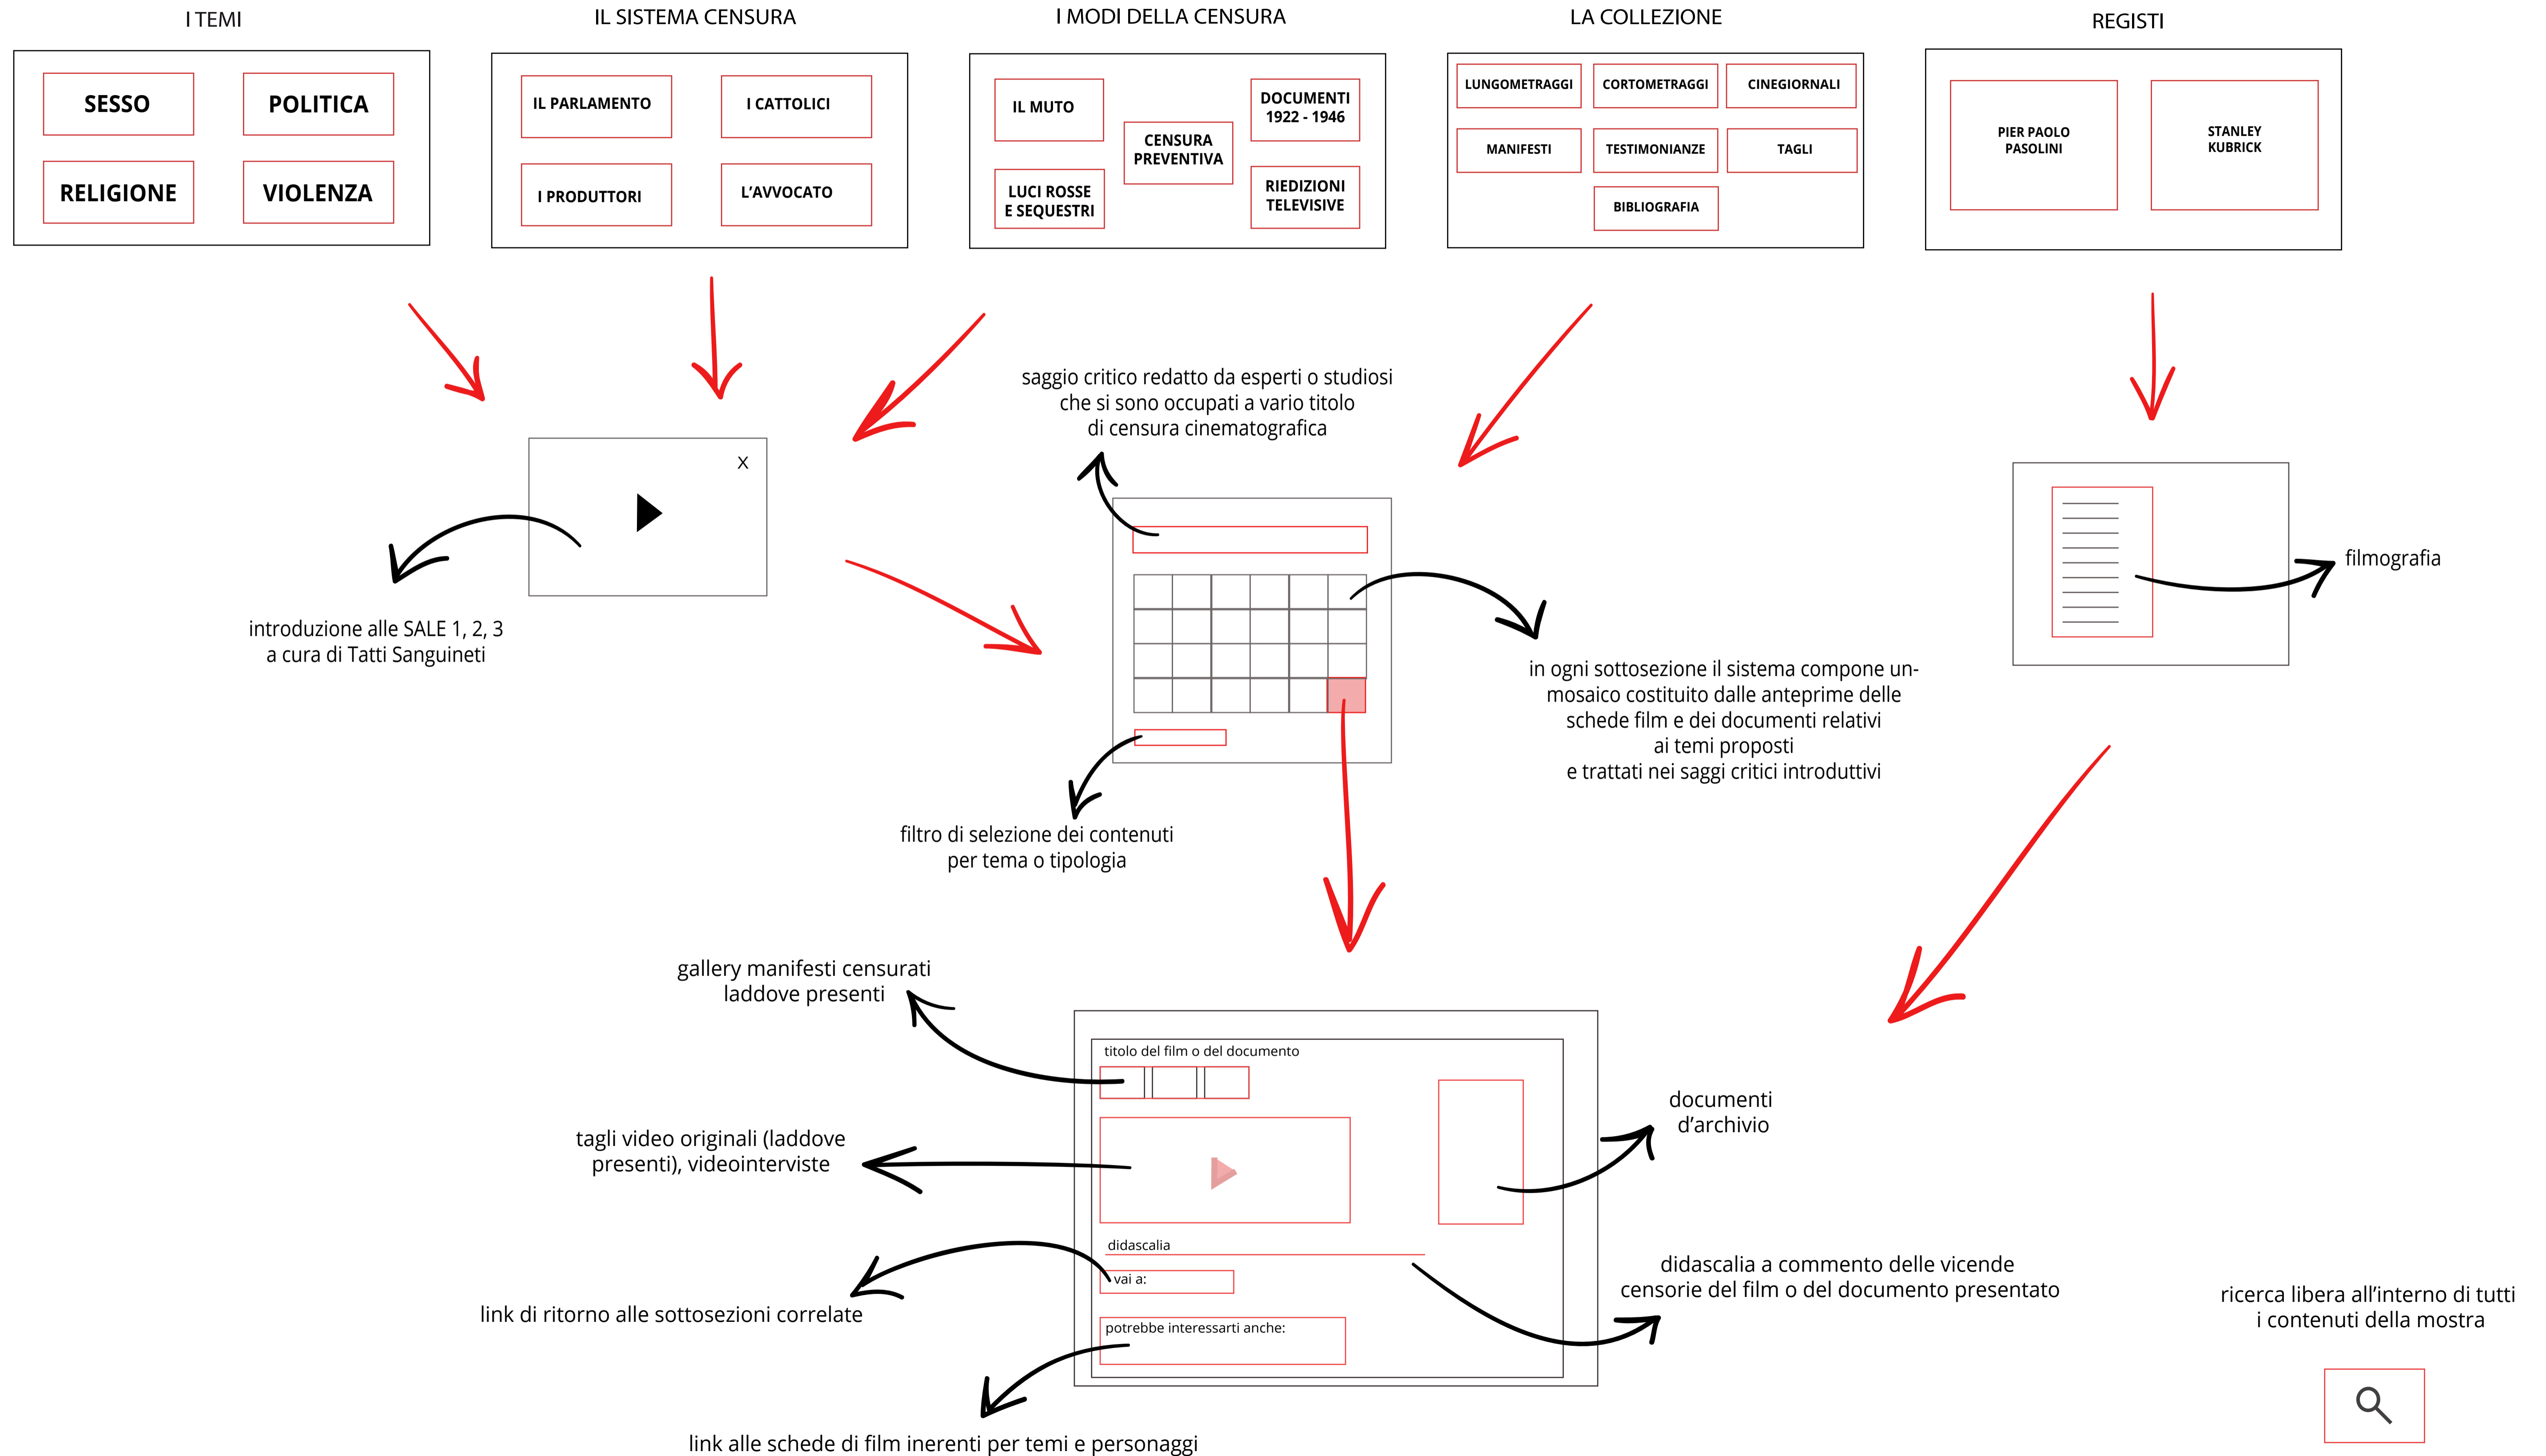 I TEMI
IL SISTEMA CENSURA
I MODI DELLA CENSURA
LA COLLEZIONE
REGISTI
SESSO
POLITICA
RELIGIONE
VIOLENZA
IL PARLAMENTO
I CATTOLICI
I PRODUTTORI
L’AVVOCATO
IL MUTO
CENSURA
PREVENTIVA
DOCUMENTI
1922 - 1946
LUCI ROSSE
E SEQUESTRI
RIEDIZIONI
TELEVISIVE
LUNGOMETRAGGI
CORTOMETRAGGI
CINEGIORNALI
MANIFESTI
TESTIMONIANZE
TAGLI
BIBLIOGRAFIA
PIER PAOLO
PASOLINI
STANLEY
KUBRICK
saggio critico redatto da esperti o studiosi
che si sono occupati a vario titolo
di censura cinematografica
X
introduzione alle SALE 1, 2, 3
a cura di Tatti Sanguineti
filmografia
in ogni sottosezione il sistema compone un-
mosaico costituito dalle anteprime delle
schede film e dei documenti relativi
ai temi proposti
e trattati nei saggi critici introduttivi
filtro di selezione dei contenuti
per tema o tipologia
gallery manifesti censurati
laddove presenti
titolo del film o del documento
documenti
d’archivio
tagli video originali (laddove
presenti), videointerviste
didascalia
vai a:
link di ritorno alle sottosezioni correlate
didascalia a commento delle vicende
censorie del film o del documento presentato
potrebbe interessarti anche:
ricerca libera all’interno di tutti
i contenuti della mostra
link alle schede di film inerenti per temi e personaggi